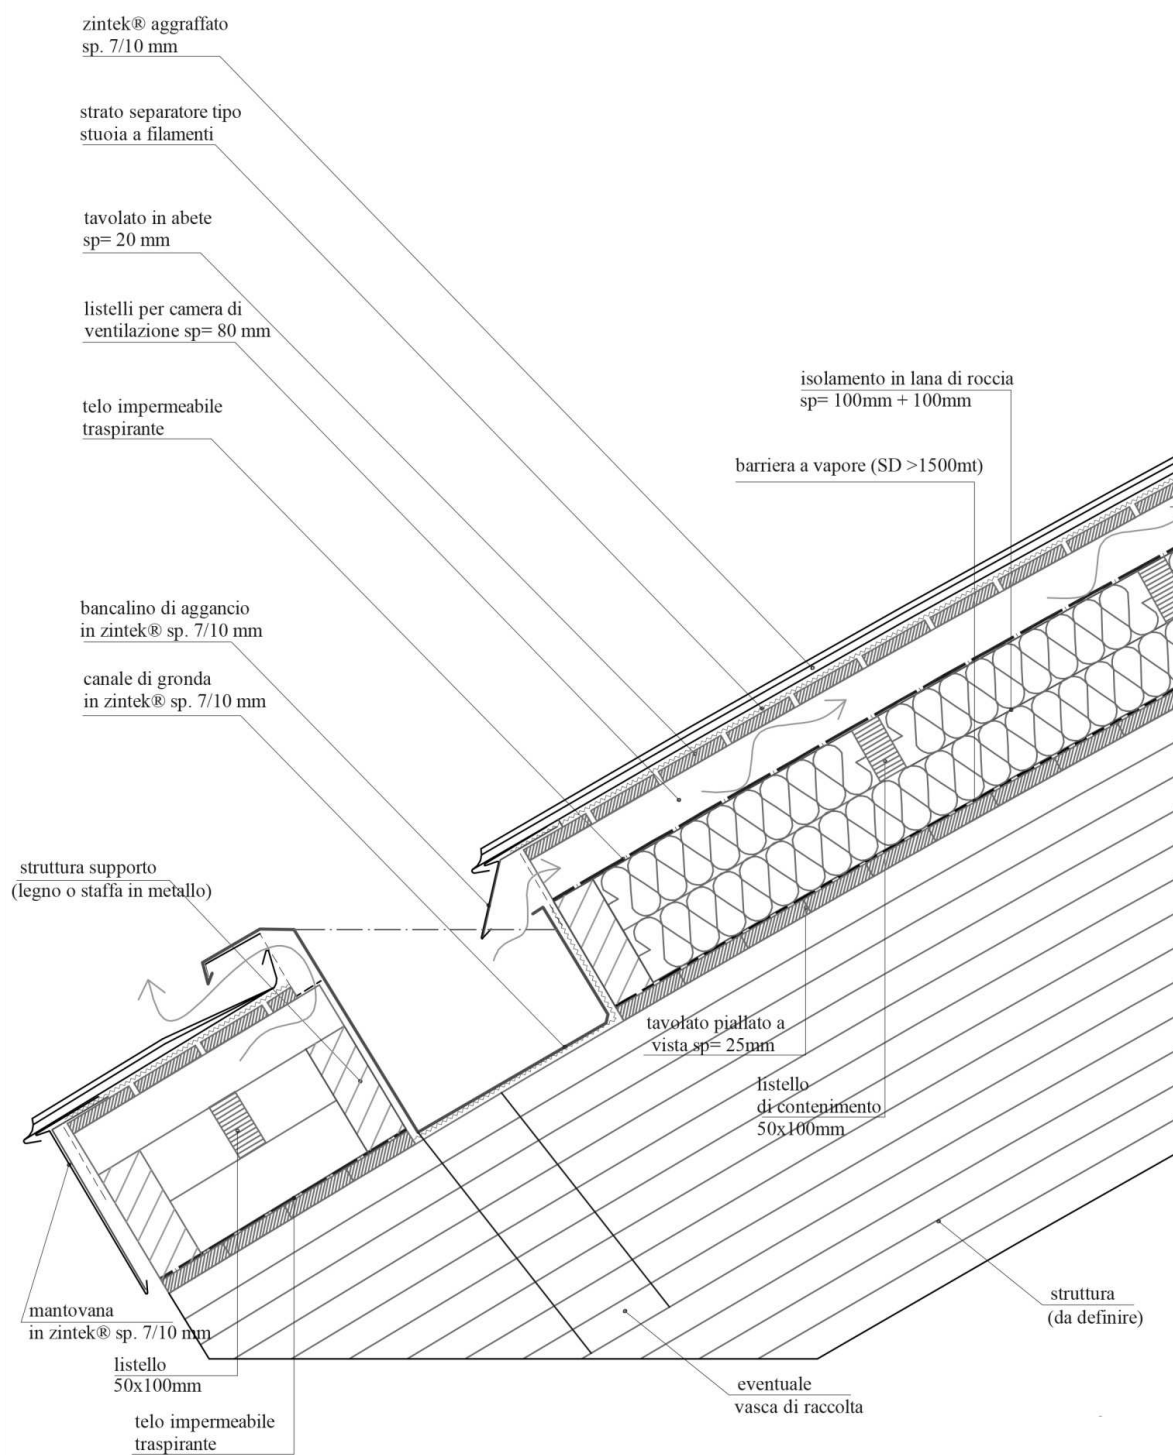 zintek® aggraffato
sp. 7/10 mm
strato separatore tipo
stuoia a filamenti
tavolato in abete
sp= 20 mm
listelli per camera di
ventilazione sp= 80 mm
telo impermeabile
traspirante
isolamento in lana di roccia
sp= 100mm + 100mm
barriera a vapore (SD >1500mt)
bancalino di aggancio
in zintek® sp. 7/10 mm
canale di gronda
in zintek® sp. 7/10 mm
struttura supporto
(legno o staffa in metallo)
tavolato piallato a
vista sp= 25mm
listello
di contenimento
50x100mm
mantovana
in zintek® sp. 7/10 mm
listello
50x100mm
telo impermeabile
traspirante
struttura
(da definire)
eventuale
vasca di raccolta